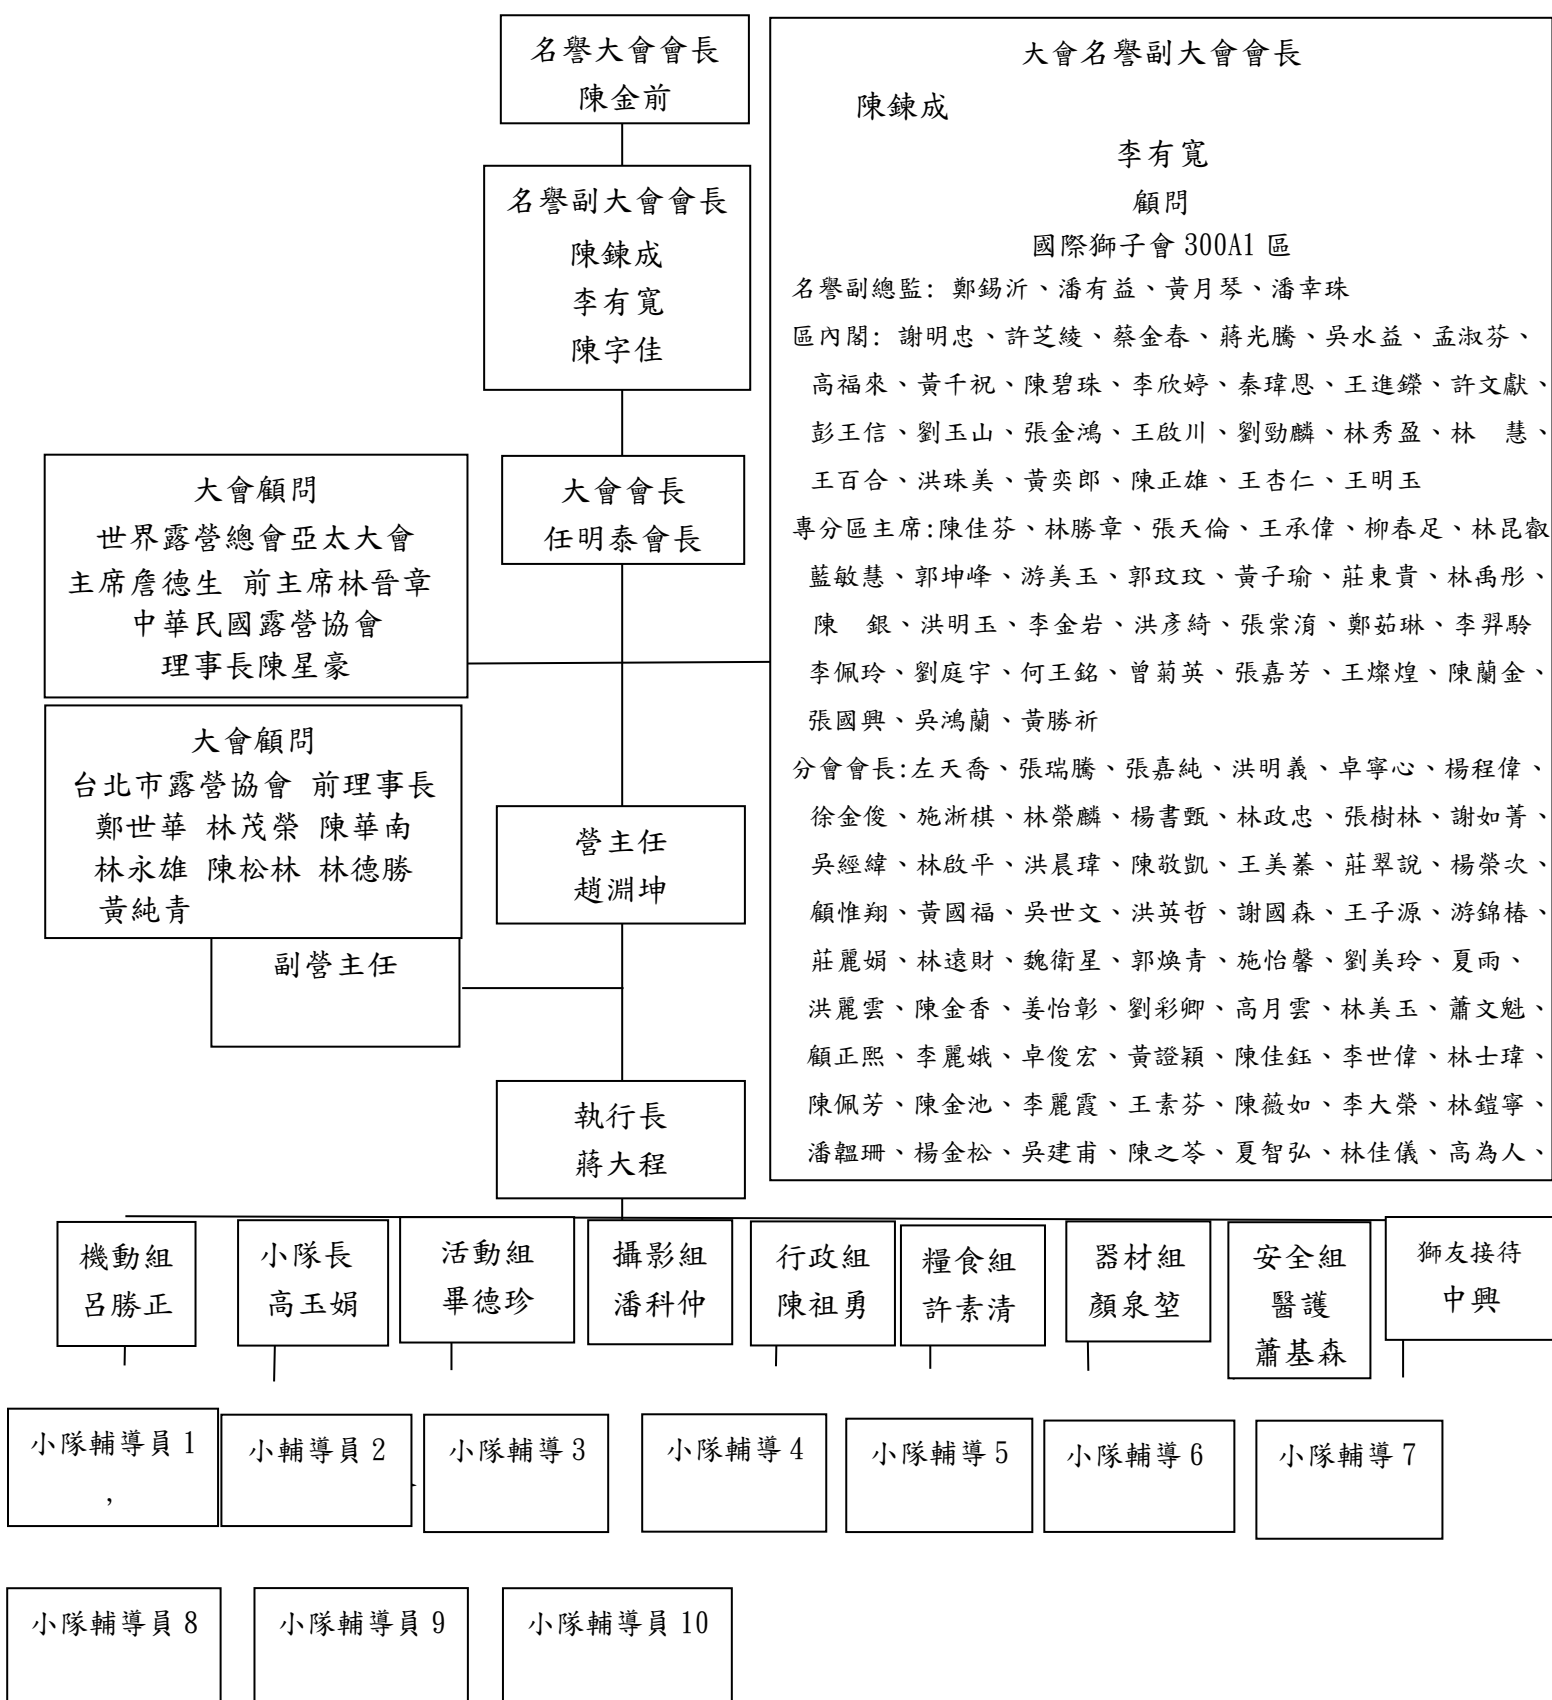 名譽大會會長
陳金前
名譽副大會會長
陳鍊成
李有寬
陳字佳
大會名譽副大會會長
陳鍊成
李有寬
顧問
國際獅子會 300A1 區
名譽副總監: 鄭錫沂、潘有益、黃月琴、潘幸珠
區內閣: 謝明忠、許芝綾、蔡金春、蔣光騰、吳水益、孟淑芬、
高福來、黃千祝、陳碧珠、李欣婷、秦瑋恩、王進鑅、許文獻、
彭王信、劉玉山、張金鴻、王啟川、劉勁麟、林秀盈、林　慧、
王百合、洪珠美、黃奕郎、陳正雄、王杏仁、王明玉
專分區主席:陳佳芬、林勝章、張天倫、王承偉、柳春足、林昆叡
藍敏慧、郭坤峰、游美玉、郭玟玟、黃子瑜、莊東貴、林禹彤、
陳　銀、洪明玉、李金岩、洪彥綺、張棠淯、鄭茹琳、李羿駖
李佩玲、劉庭宇、何王銘、曾菊英、張嘉芳、王燦煌、陳蘭金、
張國興、吳鴻蘭、黃勝祈
分會會長:左天喬、張瑞騰、張嘉純、洪明義、卓寧心、楊程偉、
徐金俊、施淅棋、林榮麟、楊書甄、林政忠、張樹林、謝如菁、
吳經緯、林啟平、洪晨瑋、陳敬凱、王美蓁、莊翠說、楊榮次、
顧惟翔、黃國福、吳世文、洪英哲、謝國森、王子源、游錦椿、
莊麗娟、林遠財、魏衛星、郭煥青、施怡馨、劉美玲、夏雨、
洪麗雲、陳金香、姜怡彰、劉彩卿、高月雲、林美玉、蕭文魁、
顧正熙、李麗娥、卓俊宏、黃證穎、陳佳鈺、李世偉、林士瑋、
陳佩芳、陳金池、李麗霞、王素芬、陳薇如、李大榮、林鎧寧、
潘韞珊、楊金松、吳建甫、陳之苓、夏智弘、林佳儀、高為人、
大會顧問
世界露營總會亞太大會
主席詹德生 前主席林晉章
中華民國露營協會
理事長陳星豪
大會會長
任明泰會長
大會顧問
台北市露營協會 前理事長
鄭世華 林茂榮 陳華南
林永雄 陳松林 林德勝
黃純青
營主任
趙淵坤
副營主任
執行長
蔣大程
機動組
呂勝正
小隊長
高玉娟
活動組
畢德珍
攝影組
潘科仲
行政組
陳祖勇
糧食組
許素清
器材組
顏泉堃
安全組
醫護
蕭基森
獅友接待
中興
小隊輔導員 1
,
小輔導員 2
小隊輔導 3
小隊輔導 4
小隊輔導 5
小隊輔導 6
小隊輔導 7
小隊輔導員 8
小隊輔導員 9
小隊輔導員 10